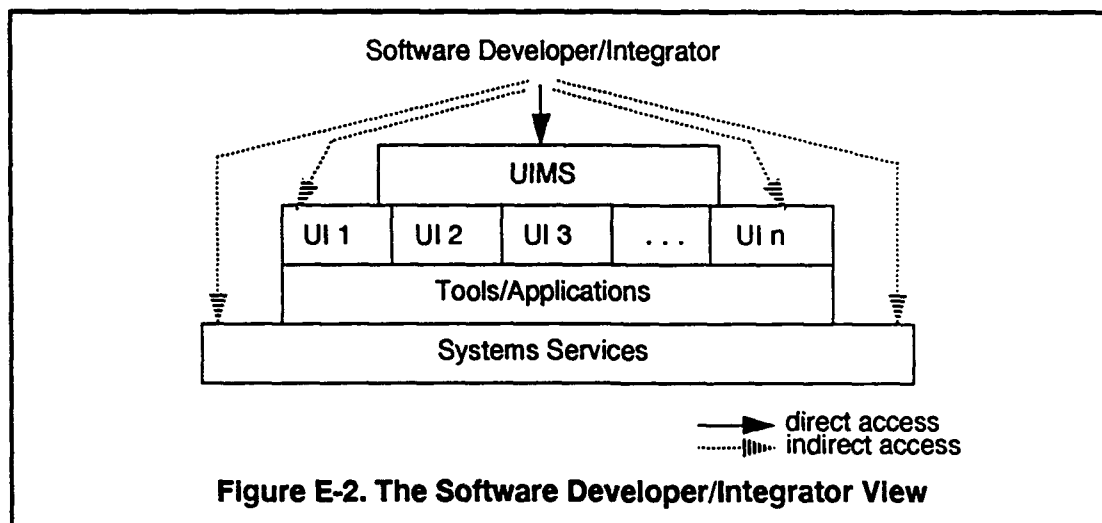 Software Developer/Integrator
UIMS
UI 1 UI 2 UI 3 . . . UI n
Tools/Applications
Systems Services
direct access
indirect access
Figure E-2. The Software Developer/Integrator View